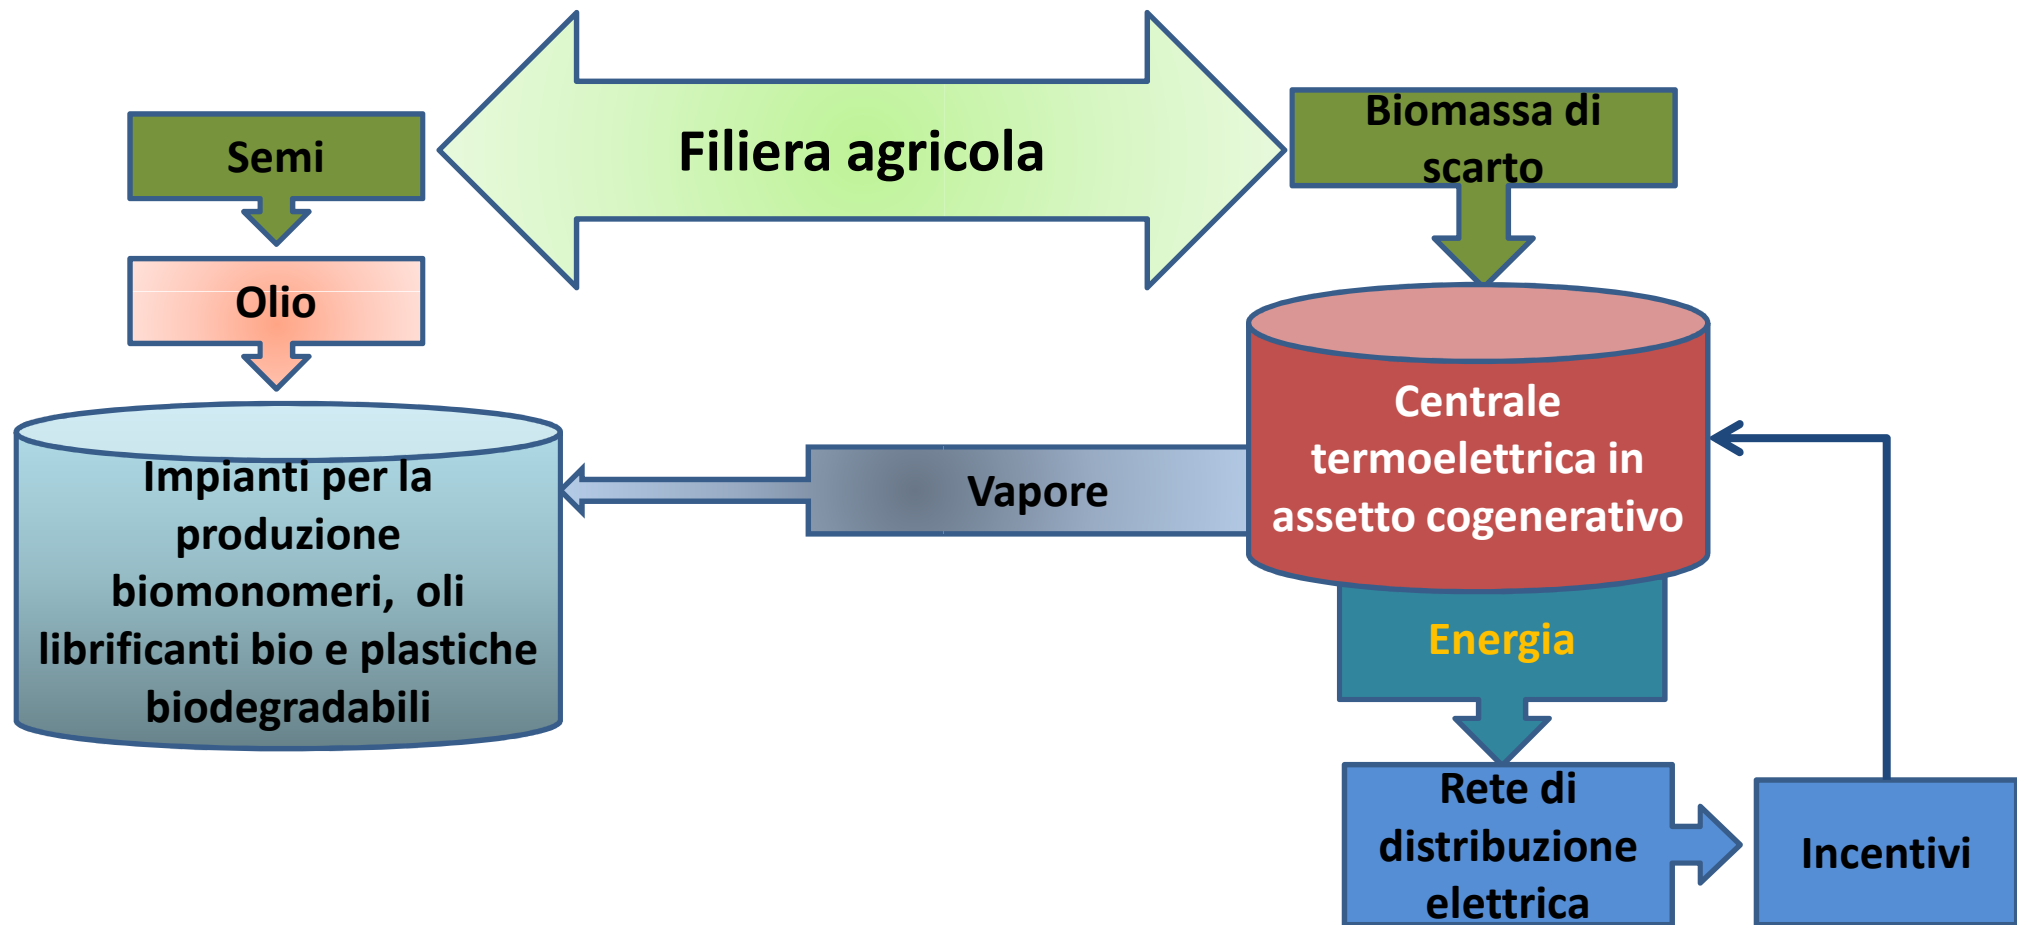 Filiera agricola
Semi
Olio
Impianti per la
produzione
biomonomeri, oli
librificanti bio e plastiche
biodegradabili
Biomassa di
scarto
Centrale
termoelettrica in
assetto cogenerativo
Vapore
Energia
Rete di
distribuzione
elettrica
Incentivi